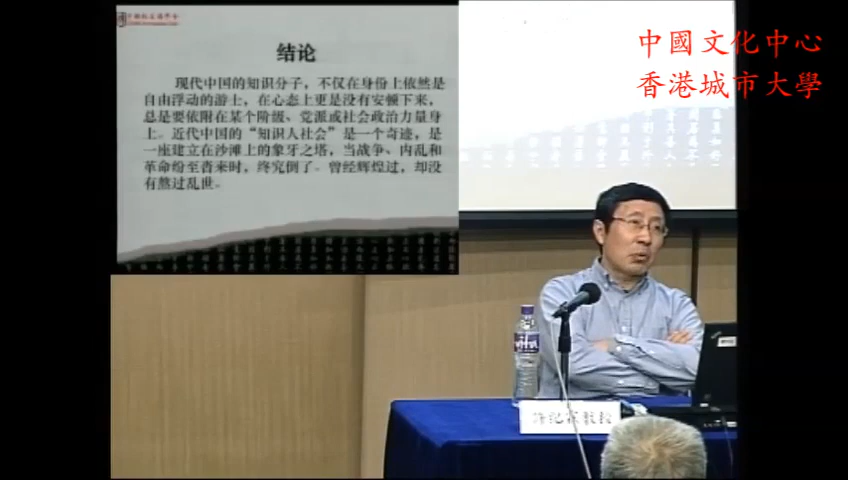 结论
现代中国的知识分子，不仅在身份上依然是
自由浮动的游士，在心态上更是没有安顿下来，
总是要依附在某个阶级、党派或社会政治力量身
上。近代中国的“知识人社会”是一个奇迹，是
一座建立在沙滩上的象牙之塔，当战争、内乱和
革命纷至沓来时，终究倒了。曾经辉煌过，却没
有熬过乱世。
中國文化中心
香港城市大學